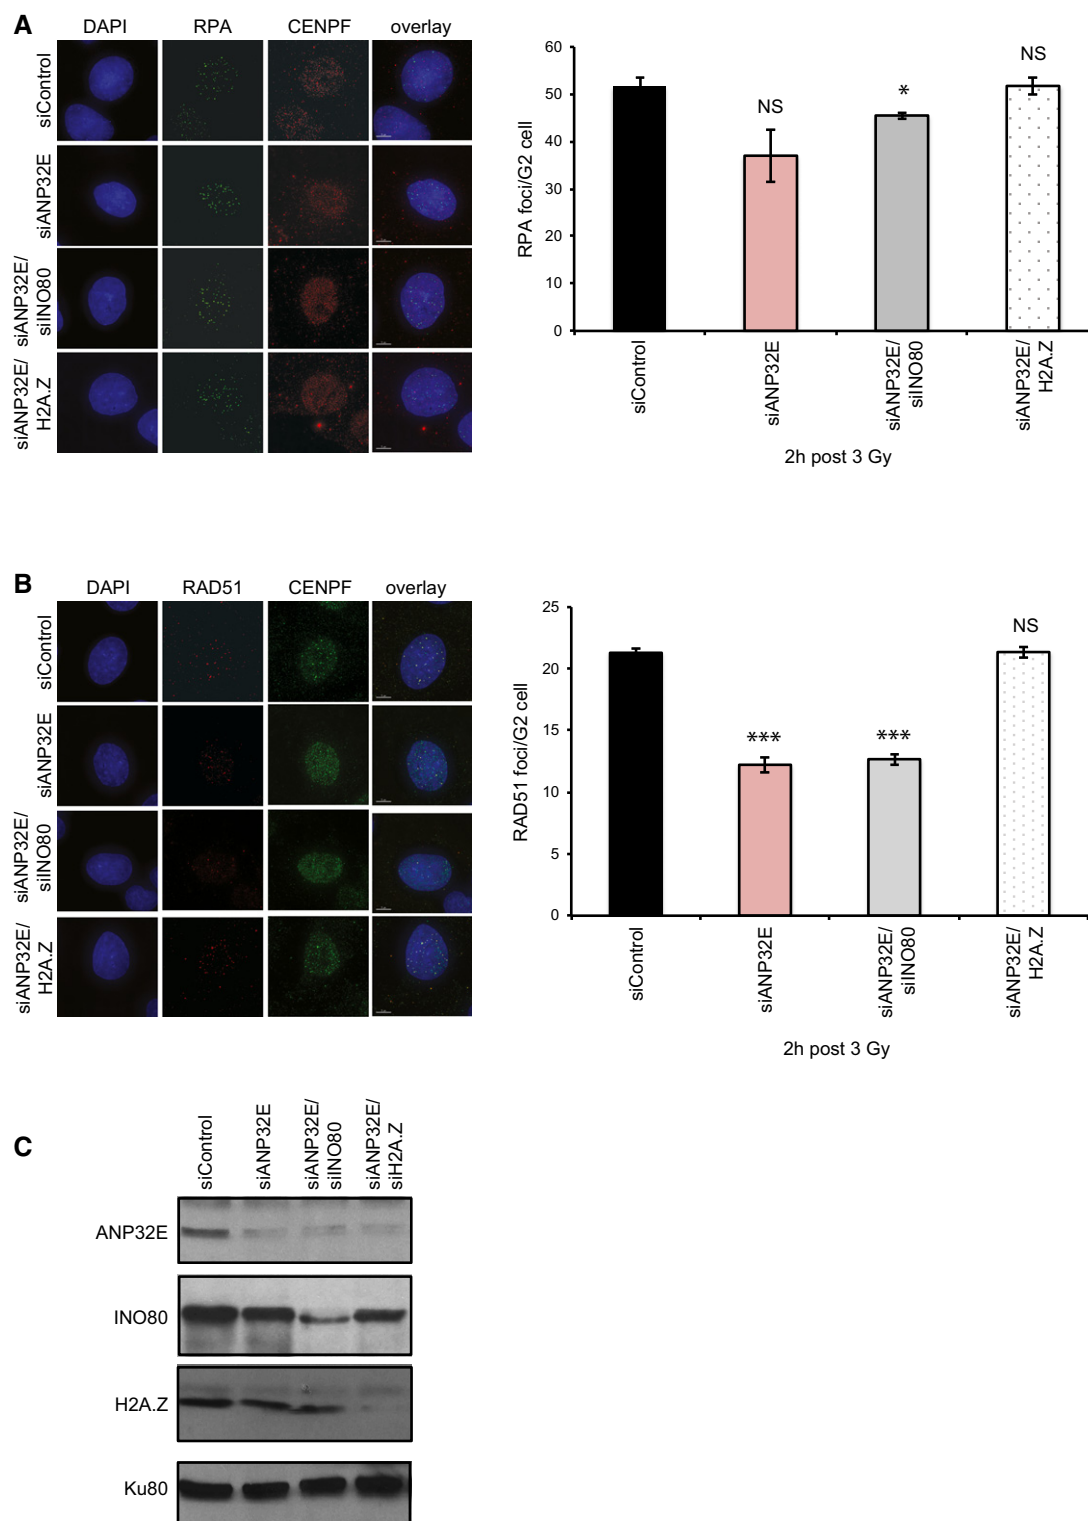 A
DAPI RPA CENPF overlay
siControl
siANP32E
siANP32E/
siINO80
siANP32E/
H2A.Z
RPA foci/G2 cell
60
50
40
30
20
10
0
NS
*
NS
siControl
siANP32E
siANP32E/
siINO80
siANP32E/
H2A.Z
2h post 3 Gy
B
DAPI RAD51 CENPF overlay
siControl
siANP32E
siANP32E/
siINO80
siANP32E/
H2A.Z
RAD51 foci/G2 cell
25
20
15
10
5
0
***
***
NS
siControl
siANP32E
siANP32E/
siINO80
siANP32E/
H2A.Z
2h post 3 Gy
C
siControl
siANP32E
siANP32E/
siINO80
siANP32E/
siH2A.Z
ANP32E
INO80
H2A.Z
Ku80